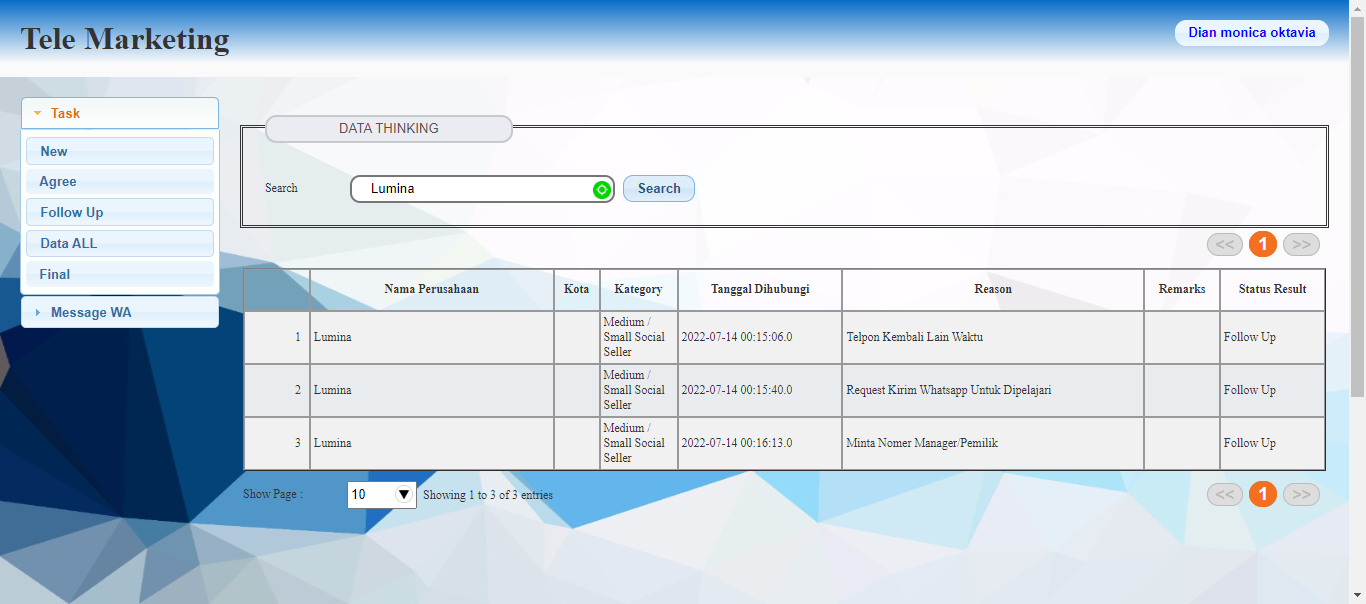 Tele Marketing
Dian monica oktavia
Task
New
Agree
Follow Up
Data ALL
Final
Message WA
DATA THINKING
Search Lumina Search
<< 1 >>
Nama Perusahaan Kota Kategory Tanggal Dihubungi Reason Remarks Status Result
1 Lumina Medium / Small Social Seller 2022-07-14 00:15:06.0 Telpon Kembali Lain Waktu Follow Up
2 Lumina Medium / Small Social Seller 2022-07-14 00:15:40.0 Request Kirim Whatsapp Untuk Dipelajari Follow Up
3 Lumina Medium / Small Social Seller 2022-07-14 00:16:13.0 Minta Nomer Manager/Pemilik Follow Up
Show Page : 10 Showing 1 to 3 of 3 entries << 1 >>